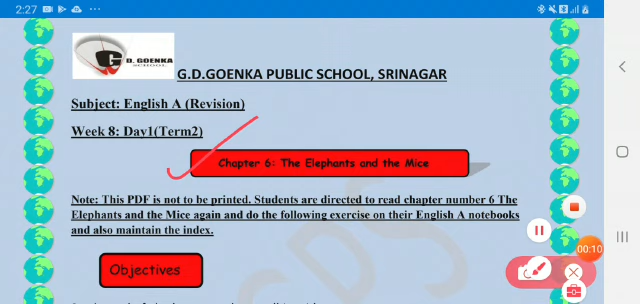 2:27
G D. GOENKA
SCHOOL
G.D.GOENKA PUBLIC SCHOOL, SRINAGAR
Subject: English A (Revision)
Week 8: Day1(Term2)
Chapter 6: The Elephants and the Mice
Note: This PDF is not to be printed. Students are directed to read chapter number 6 The
Elephants and the Mice again and do the following exercise on their English A notebooks
and also maintain the index.
00:10
Objectives